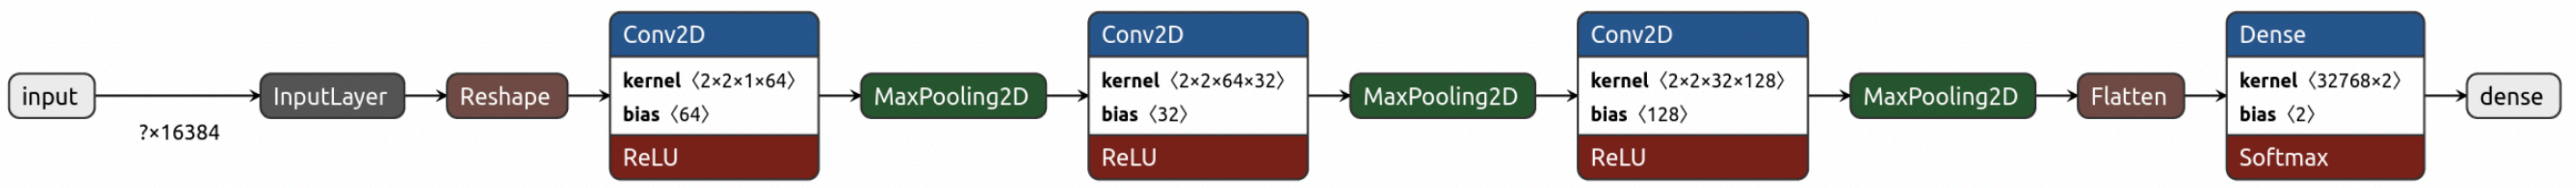 input
?×16384
InputLayer
Reshape
Conv2D
kernel 〈2×2×1×64〉
bias 〈64〉
ReLU
MaxPooling2D
Conv2D
kernel 〈2×2×64×32〉
bias 〈32〉
ReLU
MaxPooling2D
Conv2D
kernel 〈2×2×32×128〉
bias 〈128〉
ReLU
MaxPooling2D
Flatten
Dense
kernel 〈32768×2〉
bias 〈2〉
Softmax
dense